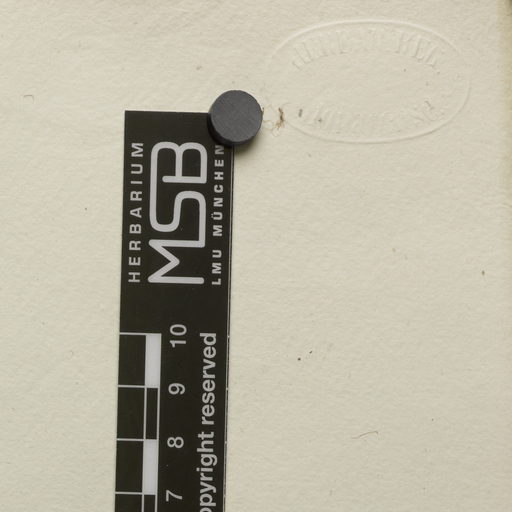 HERBARIUM
MSB
LMU MÜNCHEN
10
9
8
7
opyright reserved